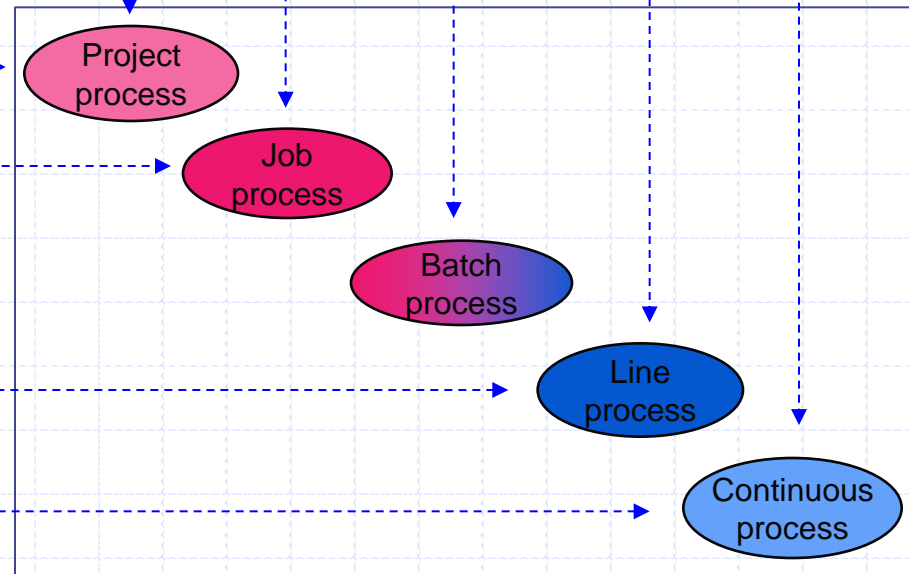 Project
process
Job
process
Batch
process
Line
process
Continuous
process